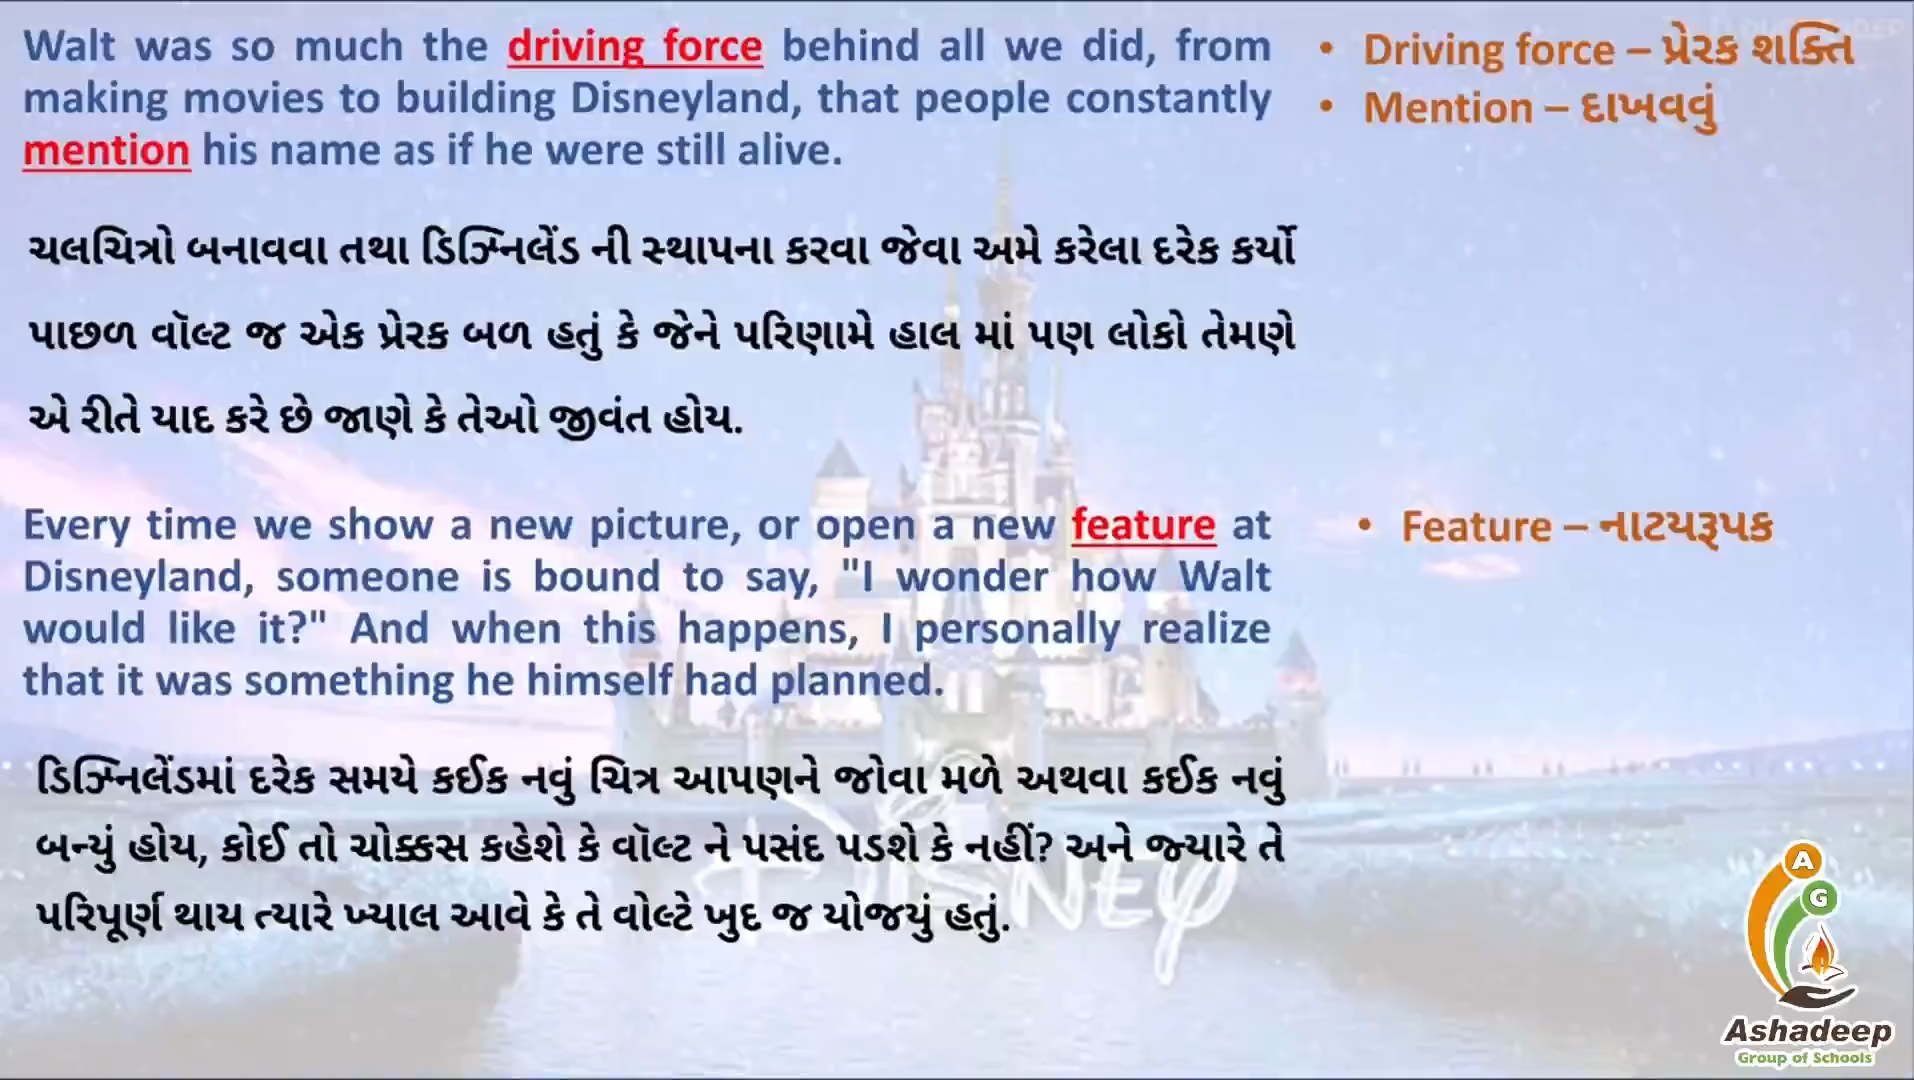 Walt was so much the driving force behind all we did, from
making movies to building Disneyland, that people constantly
mention his name as if he were still alive.
• Driving force – પ્રેરક શક્તિ
• Mention – દાખવવું
ચલચિત્રો બનાવવા તથા ડિઝ્નિલેંડ ની સ્થાપના કરવા જેવા અમે કરેલા દરેક કર્યો
પાછળ વૉલ્ટ જ એક પ્રેરક બળ હતું કે જેને પરિણામે હાલ માં પણ લોકો તેમણે
એ રીતે યાદ કરે છે જાણે કે તેઓ જીવંત હોય.
Every time we show a new picture, or open a new feature at
Disneyland, someone is bound to say, "I wonder how Walt
would like it?" And when this happens, I personally realize
that it was something he himself had planned.
• Feature – નાટયરૂપક
ડિઝ્નિલેંડમાં દરેક સમયે કઈક નવું ચિત્ર આપણને જોવા મળે અથવા કઈક નવું
બન્યું હોય, કોઈ તો ચોક્કસ કહેશે કે વૉલ્ટ ને પસંદ પડશે કે નહીં? અને જ્યારે તે
પરિપૂર્ણ થાય ત્યારે ખ્યાલ આવે કે તે વોલ્ટે ખુદ જ યોજયું હતું.
DISNEY
A
G
Ashadeep
Group of Schools